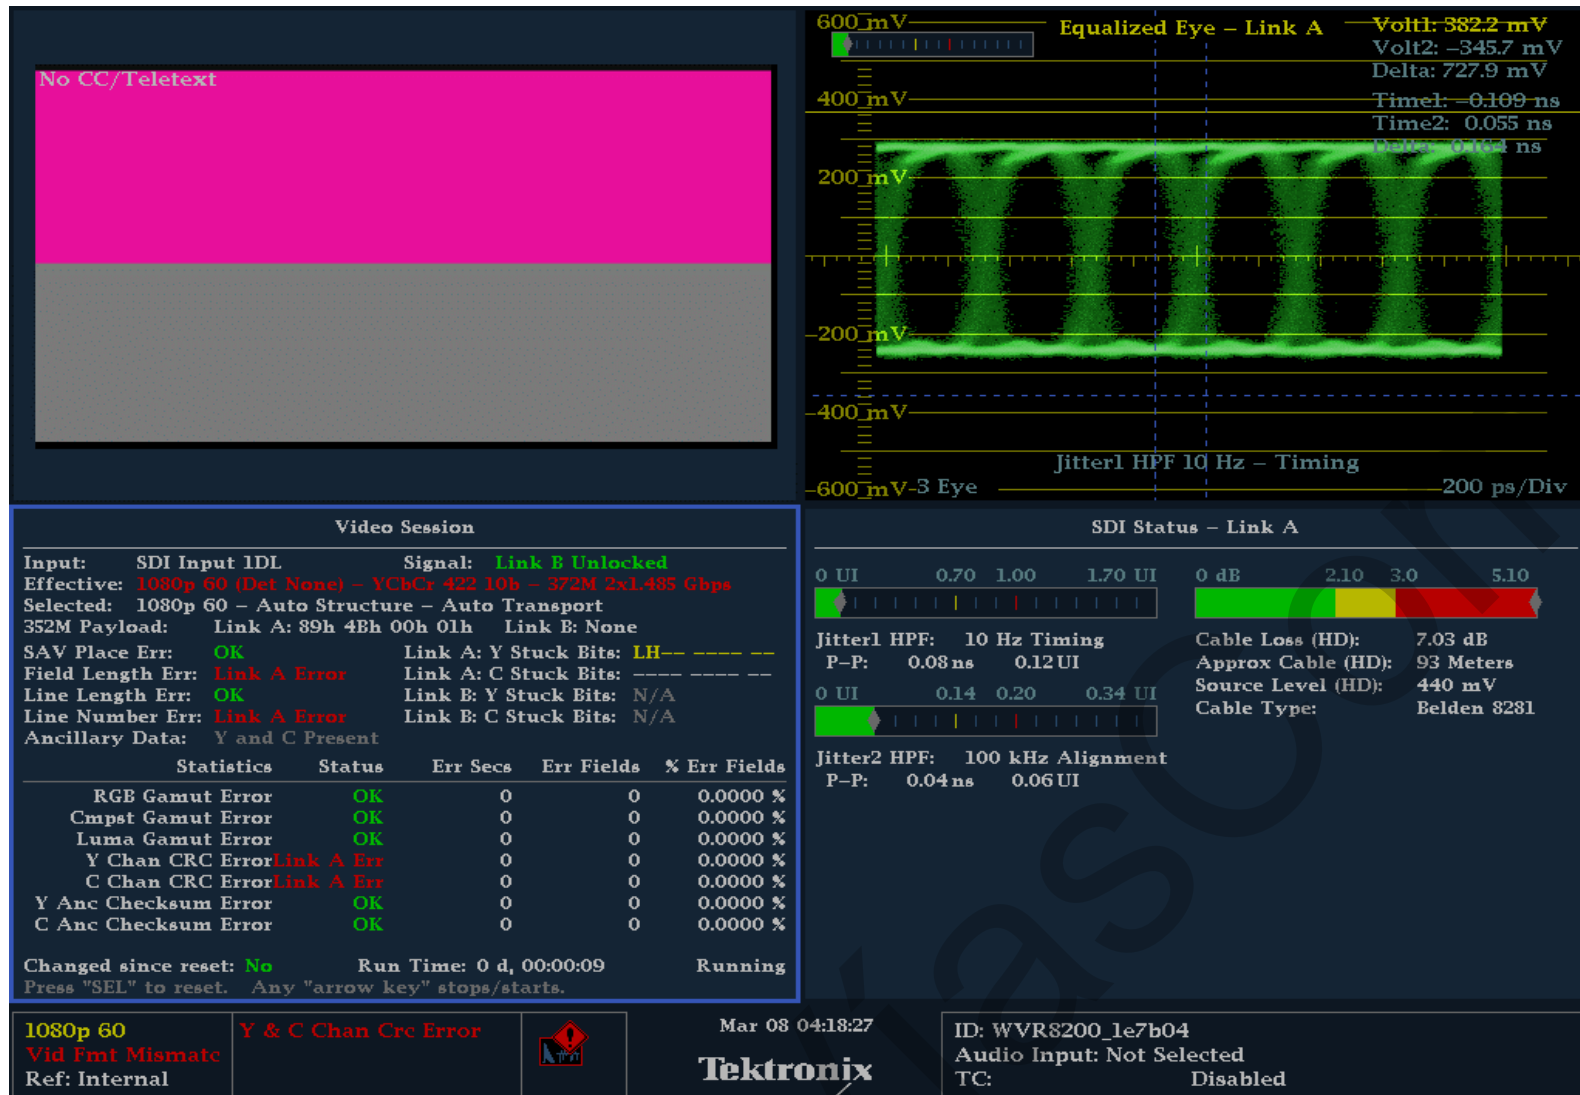 No CC/Teletext
600 mV
Equalized Eye – Link A
Volt1: 382.2 mV
Volt2: –345.7 mV
Delta: 727.9 mV
400 mV
Time1: –0.109 ns
Time2: 0.055 ns
Delta: 0.164 ns
200 mV
–200 mV
–400 mV
Jitter1 HPF 10 Hz – Timing
–600 mV
3 Eye
200 ps/Div
Video Session
Input: SDI Input 1DL Signal: Link B Unlocked
Effective: 1080p 60 (Det None) – YCbCr 422 10b – 372M 2x1.485 Gbps
Selected: 1080p 60 – Auto Structure – Auto Transport
352M Payload: Link A: 89h 4Bh 00h 01h Link B: None
SAV Place Err: OK Link A: Y Stuck Bits: LH–– –––– ––
Field Length Err: Link A Error Link A: C Stuck Bits: –––– –––– ––
Line Length Err: OK Link B: Y Stuck Bits: N/A
Line Number Err: Link A Error Link B: C Stuck Bits: N/A
Ancillary Data: Y and C Present
Statistics Status Err Secs Err Fields % Err Fields
RGB Gamut Error OK 0 0 0.0000 %
Cmpst Gamut Error OK 0 0 0.0000 %
Luma Gamut Error OK 0 0 0.0000 %
Y Chan CRC Error Link A Err 0 0 0.0000 %
C Chan CRC Error Link A Err 0 0 0.0000 %
Y Anc Checksum Error OK 0 0 0.0000 %
C Anc Checksum Error OK 0 0 0.0000 %
Changed since reset: No Run Time: 0 d, 00:00:09 Running
Press "SEL" to reset. Any "arrow key" stops/starts.
SDI Status – Link A
0 UI 0.70 1.00 1.70 UI
0 dB 2.10 3.0 5.10
Jitter1 HPF: 10 Hz Timing
P–P: 0.08 ns 0.12 UI
0 UI 0.14 0.20 0.34 UI
Jitter2 HPF: 100 kHz Alignment
P–P: 0.04 ns 0.06 UI
Cable Loss (HD): 7.03 dB
Approx Cable (HD): 93 Meters
Source Level (HD): 440 mV
Cable Type: Belden 8281
1080p 60
Vid Fmt Mismatc
Ref: Internal
Y & C Chan Crc Error
Mar 08 04:18:27
Tektronix
ID: WVR8200_1e7b04
Audio Input: Not Selected
TC: Disabled